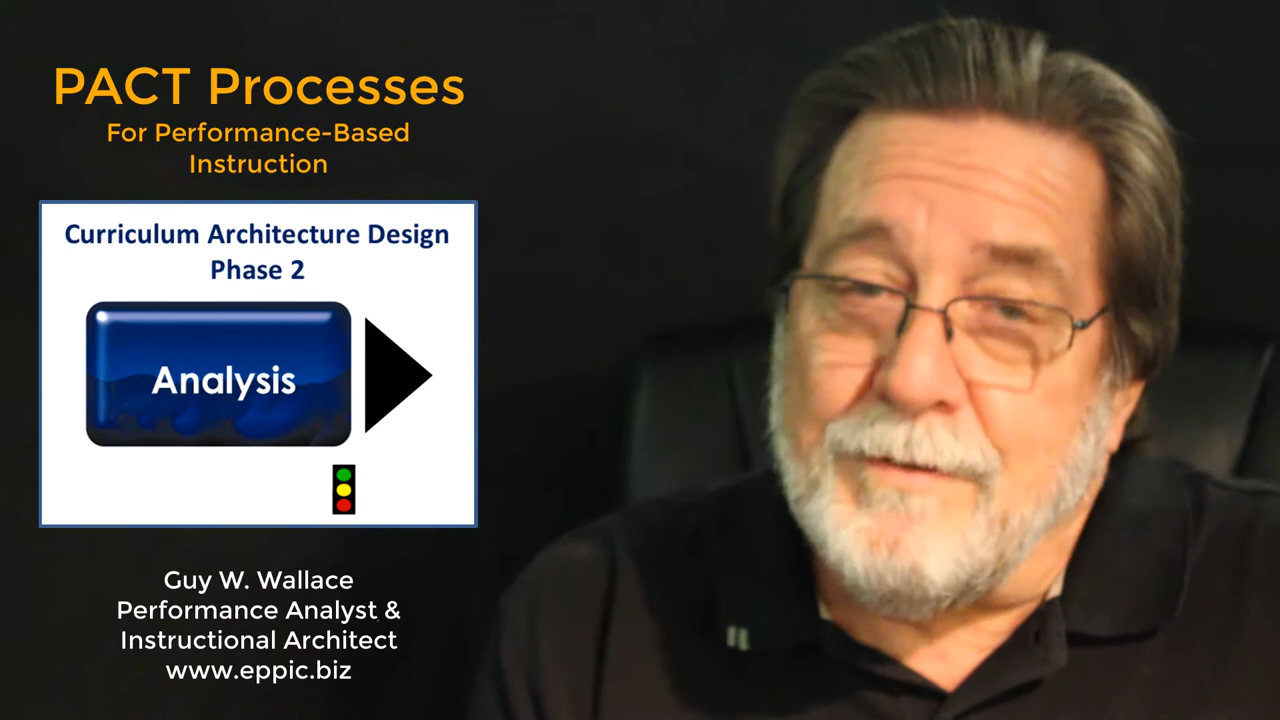 PACT Processes
For Performance-Based
Instruction
Curriculum Architecture Design
Phase 2
Analysis
Guy W. Wallace
Performance Analyst &
Instructional Architect
www.eppic.biz